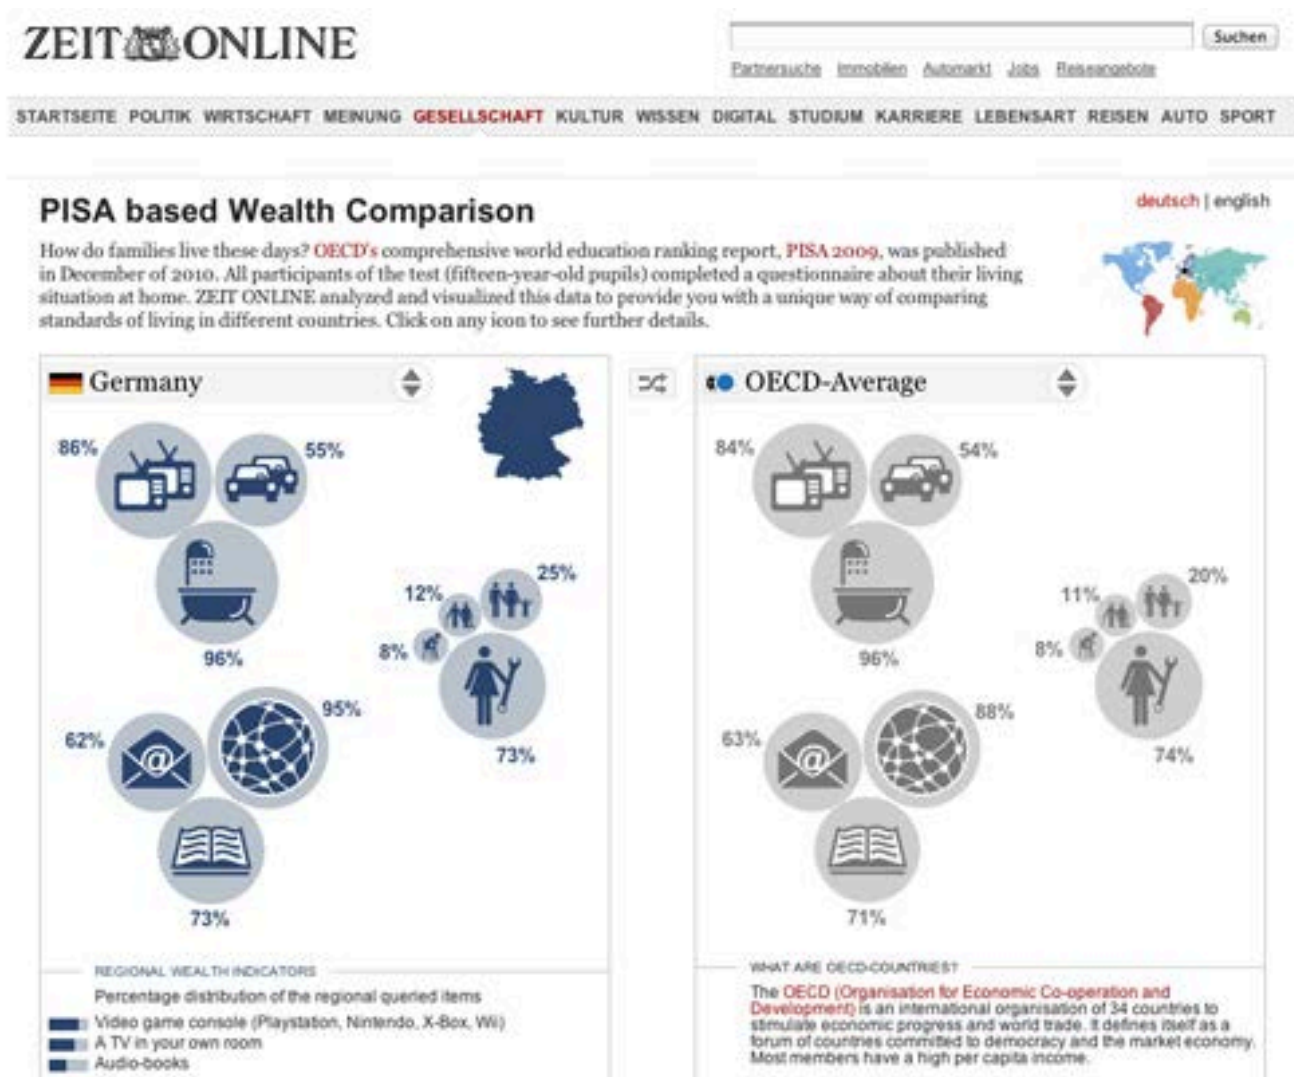 ZEIT ONLINE
Suchen
Partnersuche Immobilien Automarkt Jobs Reiseangebote
STARTSEITE POLITIK WIRTSCHAFT MEINUNG GESELLSCHAFT KULTUR WISSEN DIGITAL STUDIUM KARRIERE LEBENSART REISEN AUTO SPORT
deutsch | english
PISA based Wealth Comparison
How do families live these days? OECD's comprehensive world education ranking report, PISA 2009, was published
in December of 2010. All participants of the test (fifteen-year-old pupils) completed a questionnaire about their living
situation at home. ZEIT ONLINE analyzed and visualized this data to provide you with a unique way of comparing
standards of living in different countries. Click on any icon to see further details.
Germany
86%
55%
96%
12%
25%
8%
73%
62%
95%
73%
REGIONAL WEALTH INDICATORS
Percentage distribution of the regional queried items
Video game console (Playstation, Nintendo, X-Box, Wii)
A TV in your own room
Audio-books
OECD-Average
84%
54%
96%
11%
20%
8%
74%
63%
88%
71%
WHAT ARE OECD-COUNTRIES?
The OECD (Organisation for Economic Co-operation and
Development) is an international organisation of 34 countries to
stimulate economic progress and world trade. It defines itself as a
forum of countries committed to democracy and the market economy.
Most members have a high per capita income.
@
@